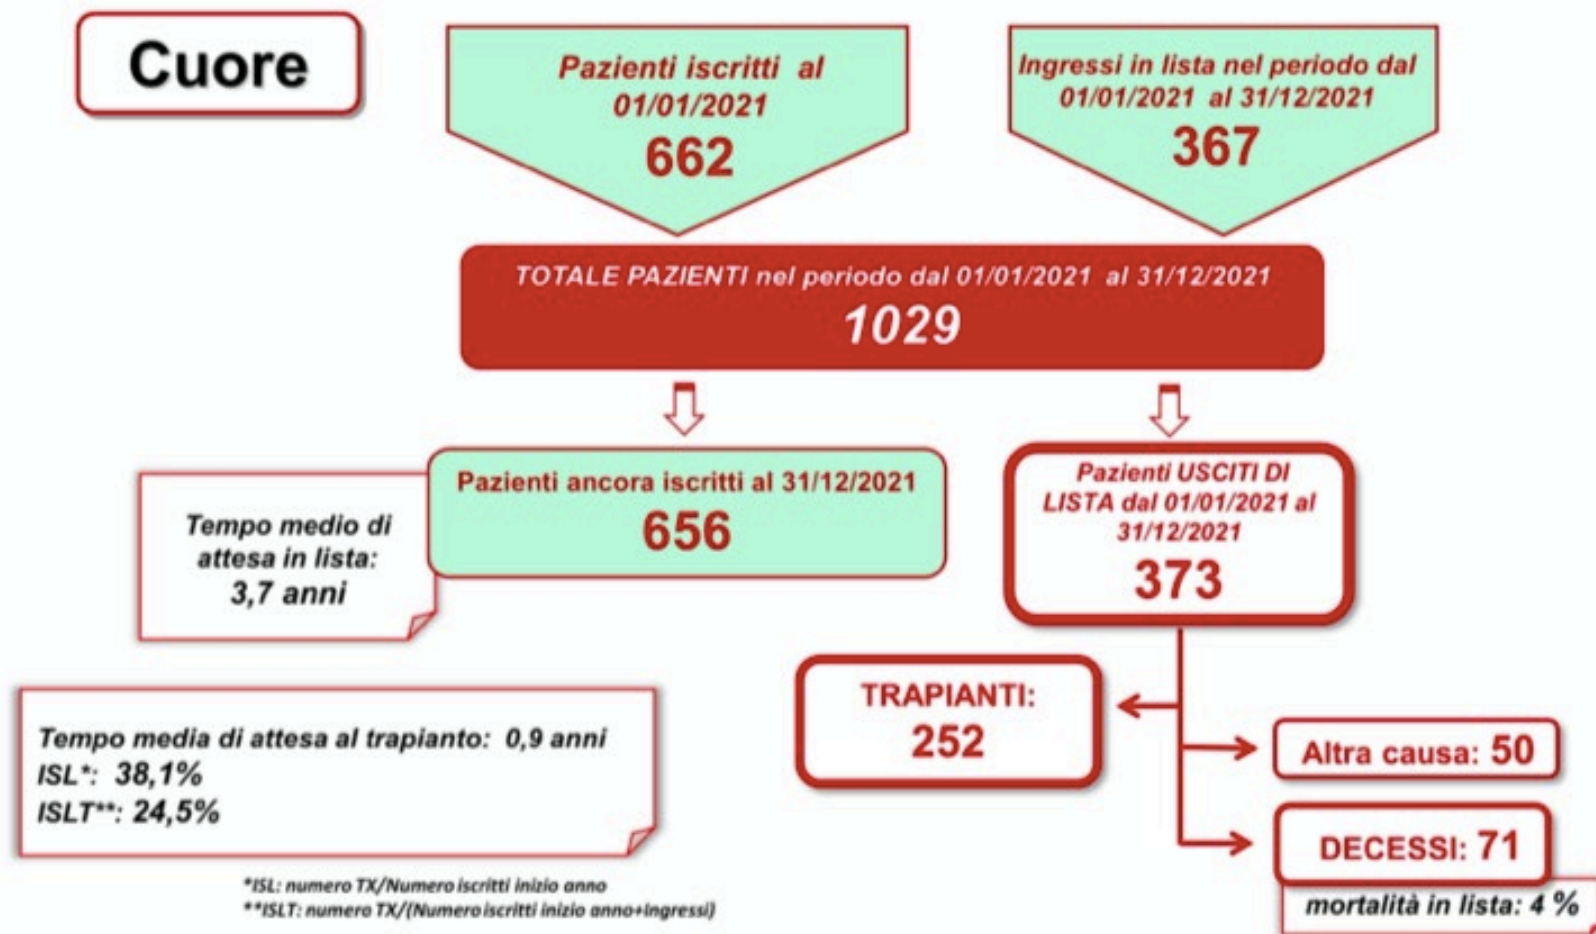 Cuore
Pazienti iscritti al
01/01/2021
662
Ingressi in lista nel periodo dal
01/01/2021 al 31/12/2021
367
TOTALE PAZIENTI nel periodo dal 01/01/2021 al 31/12/2021
1029
Tempo medio di
attesa in lista:
3,7 anni
Pazienti ancora iscritti al 31/12/2021
656
Pazienti USCITI DI
LISTA dal 01/01/2021 al
31/12/2021
373
TRAPIANTI:
252
Altra causa: 50
DECESSI: 71
mortalità in lista: 4 %
Tempo media di attesa al trapianto: 0,9 anni
ISL*: 38,1%
ISLT**: 24,5%
*ISL: numero TX/Numero iscritti inizio anno
**ISLT: numero TX/(Numero iscritti inizio anno+Ingressi)